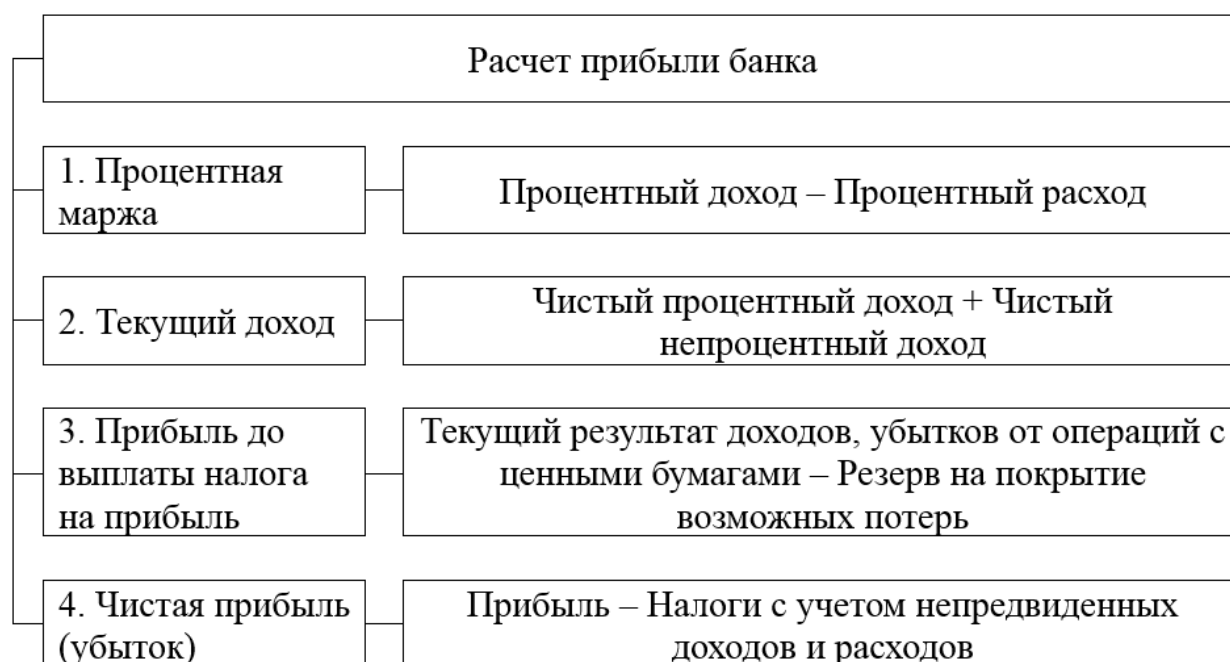 Расчет прибыли банка
1. Процентная
маржа
Процентный доход – Процентный расход
2. Текущий доход
Чистый процентный доход + Чистый
непроцентный доход
3. Прибыль до
выплаты налога
на прибыль
Текущий результат доходов, убытков от операций с
ценными бумагами – Резерв на покрытие
возможных потерь
4. Чистая прибыль
(убыток)
Прибыль – Налоги с учетом непредвиденных
доходов и расходов